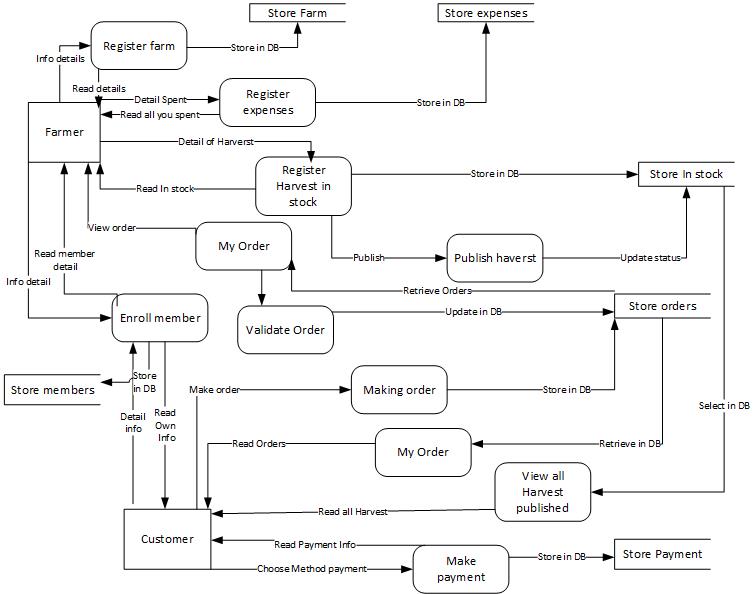 Store Farm
Store expenses
Register farm
Store in DB
Info details
Read details
Detail Spent
Register
expenses
Store in DB
Read all you spent
Farmer
Detail of Harverst
Register
Harvest in
stock
Store in DB
Store In stock
Read In stock
View order
My Order
Read member
detail
Publish
Publish haverst
Update status
Info detail
Retrieve Orders
Enroll member
Validate Order
Update in DB
Store orders
Store members
Store
in DB
Make order
Making order
Store in DB
Select in DB
Detail
info
Read
Own
Info
Read Orders
My Order
Retrieve in DB
View all
Harvest
published
Read all Harvest
Customer
Read Payment Info
Make
payment
Store in DB
Store Payment
Choose Method payment